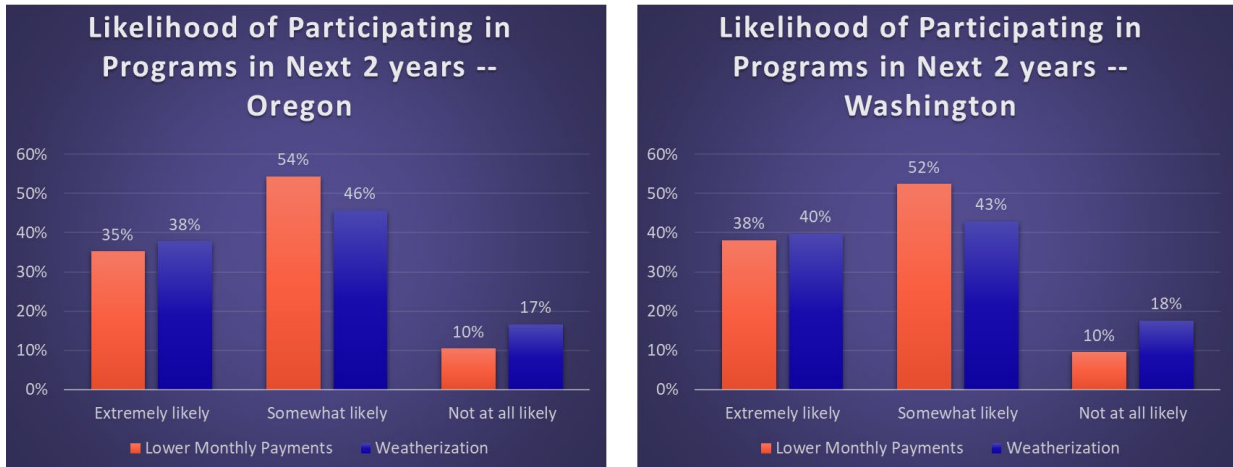 Likelihood of Participating in
Programs in Next 2 years --
Oregon
60%
50%
40%
30%
20%
10%
0%
35%
38%
54%
46%
10%
17%
Extremely likely
Somewhat likely
Not at all likely
Lower Monthly Payments
Weatherization
Likelihood of Participating in
Programs in Next 2 years --
Washington
60%
50%
40%
30%
20%
10%
0%
38%
40%
52%
43%
10%
18%
Extremely likely
Somewhat likely
Not at all likely
Lower Monthly Payments
Weatherization